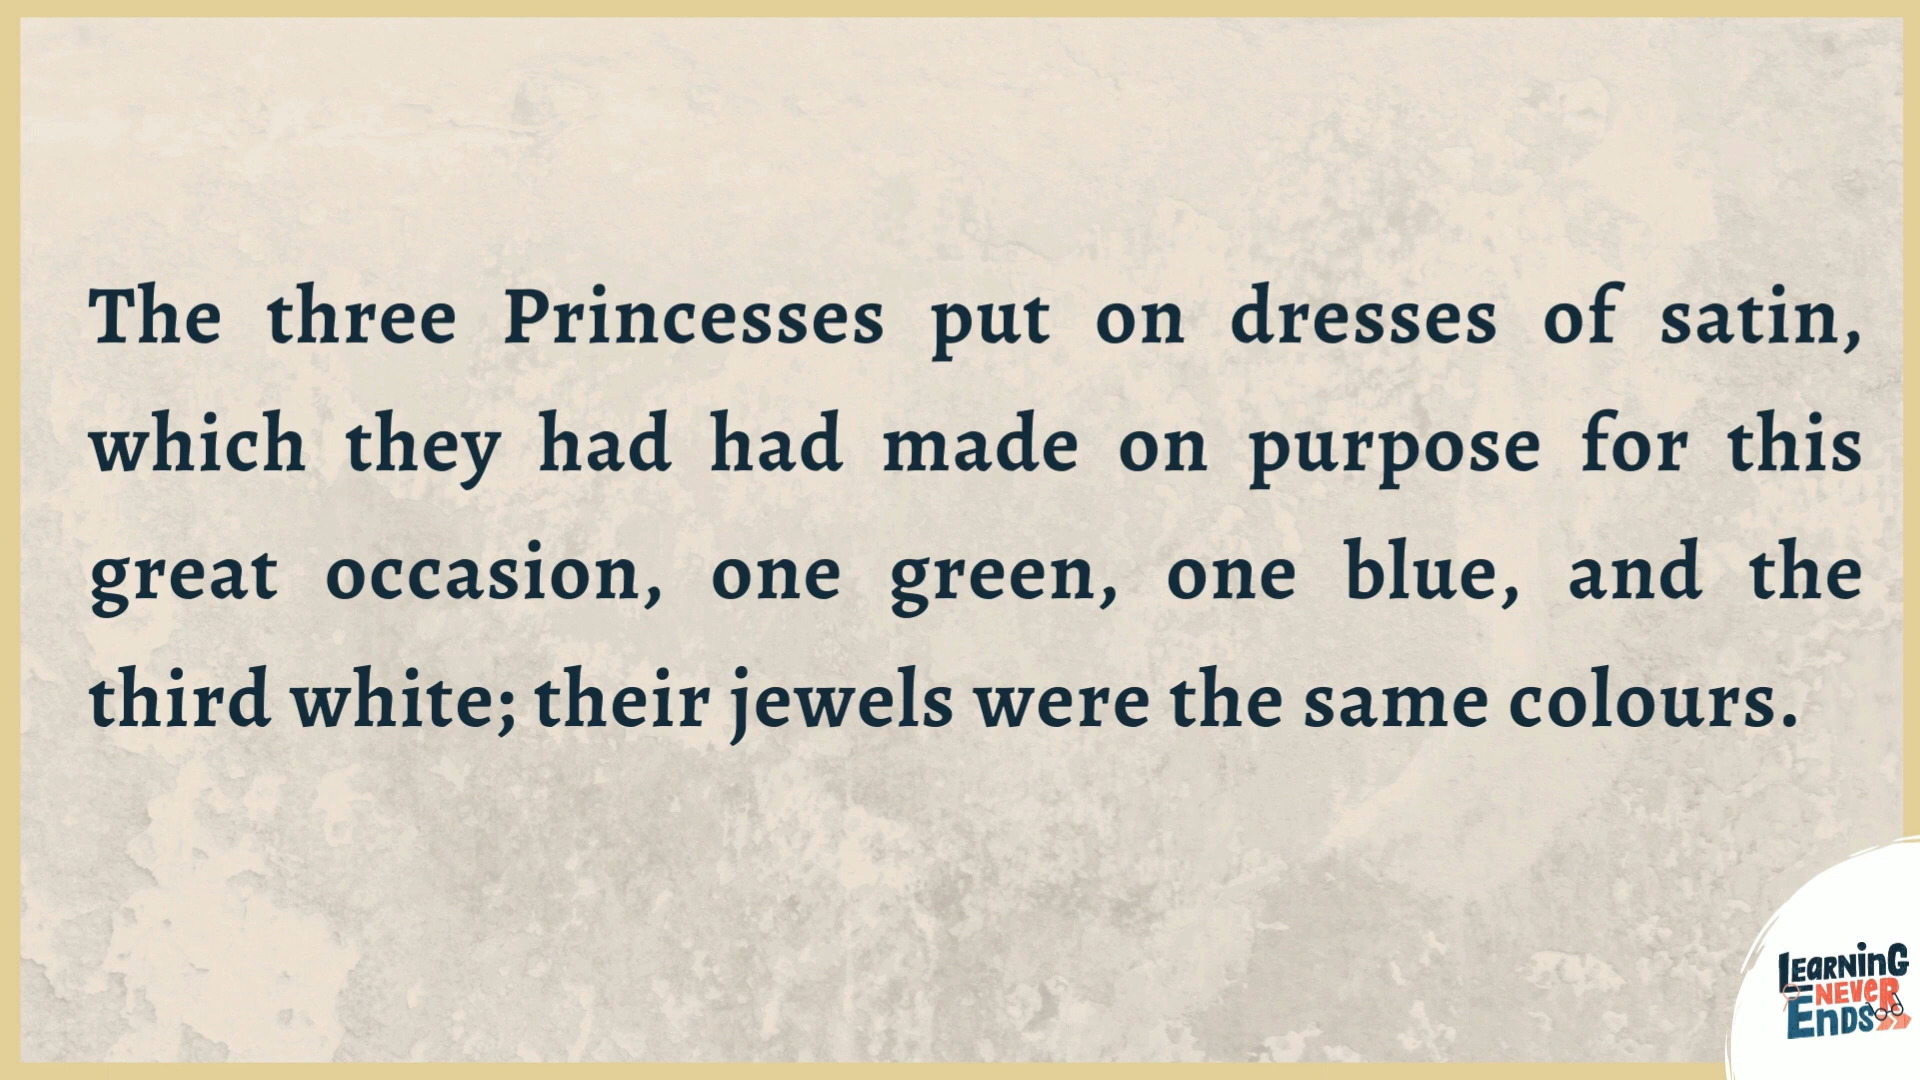 The three Princesses put on dresses of satin,
which they had had made on purpose for this
great occasion, one green, one blue, and the
third white; their jewels were the same colours.
LEARNinG
NEVER
EnDS